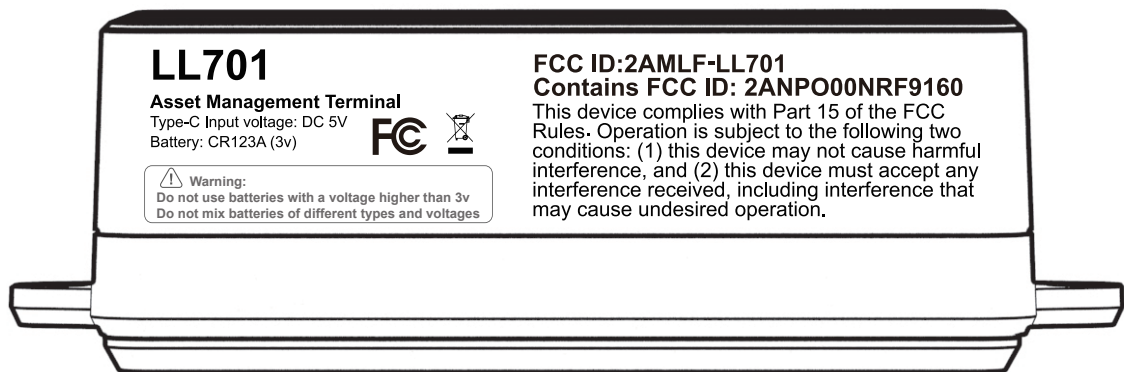 LL701
Asset Management Terminal
Type-C Input voltage: DC 5V
Battery: CR123A (3v)
FC
Warning:
Do not use batteries with a voltage higher than 3v
Do not mix batteries of different types and voltages
FCC ID:2AMLF-LL701
Contains FCC ID: 2ANPO00NRF9160
This device complies with Part 15 of the FCC
Rules. Operation is subject to the following two
conditions: (1) this device may not cause harmful
interference, and (2) this device must accept any
interference received, including interference that
may cause undesired operation.